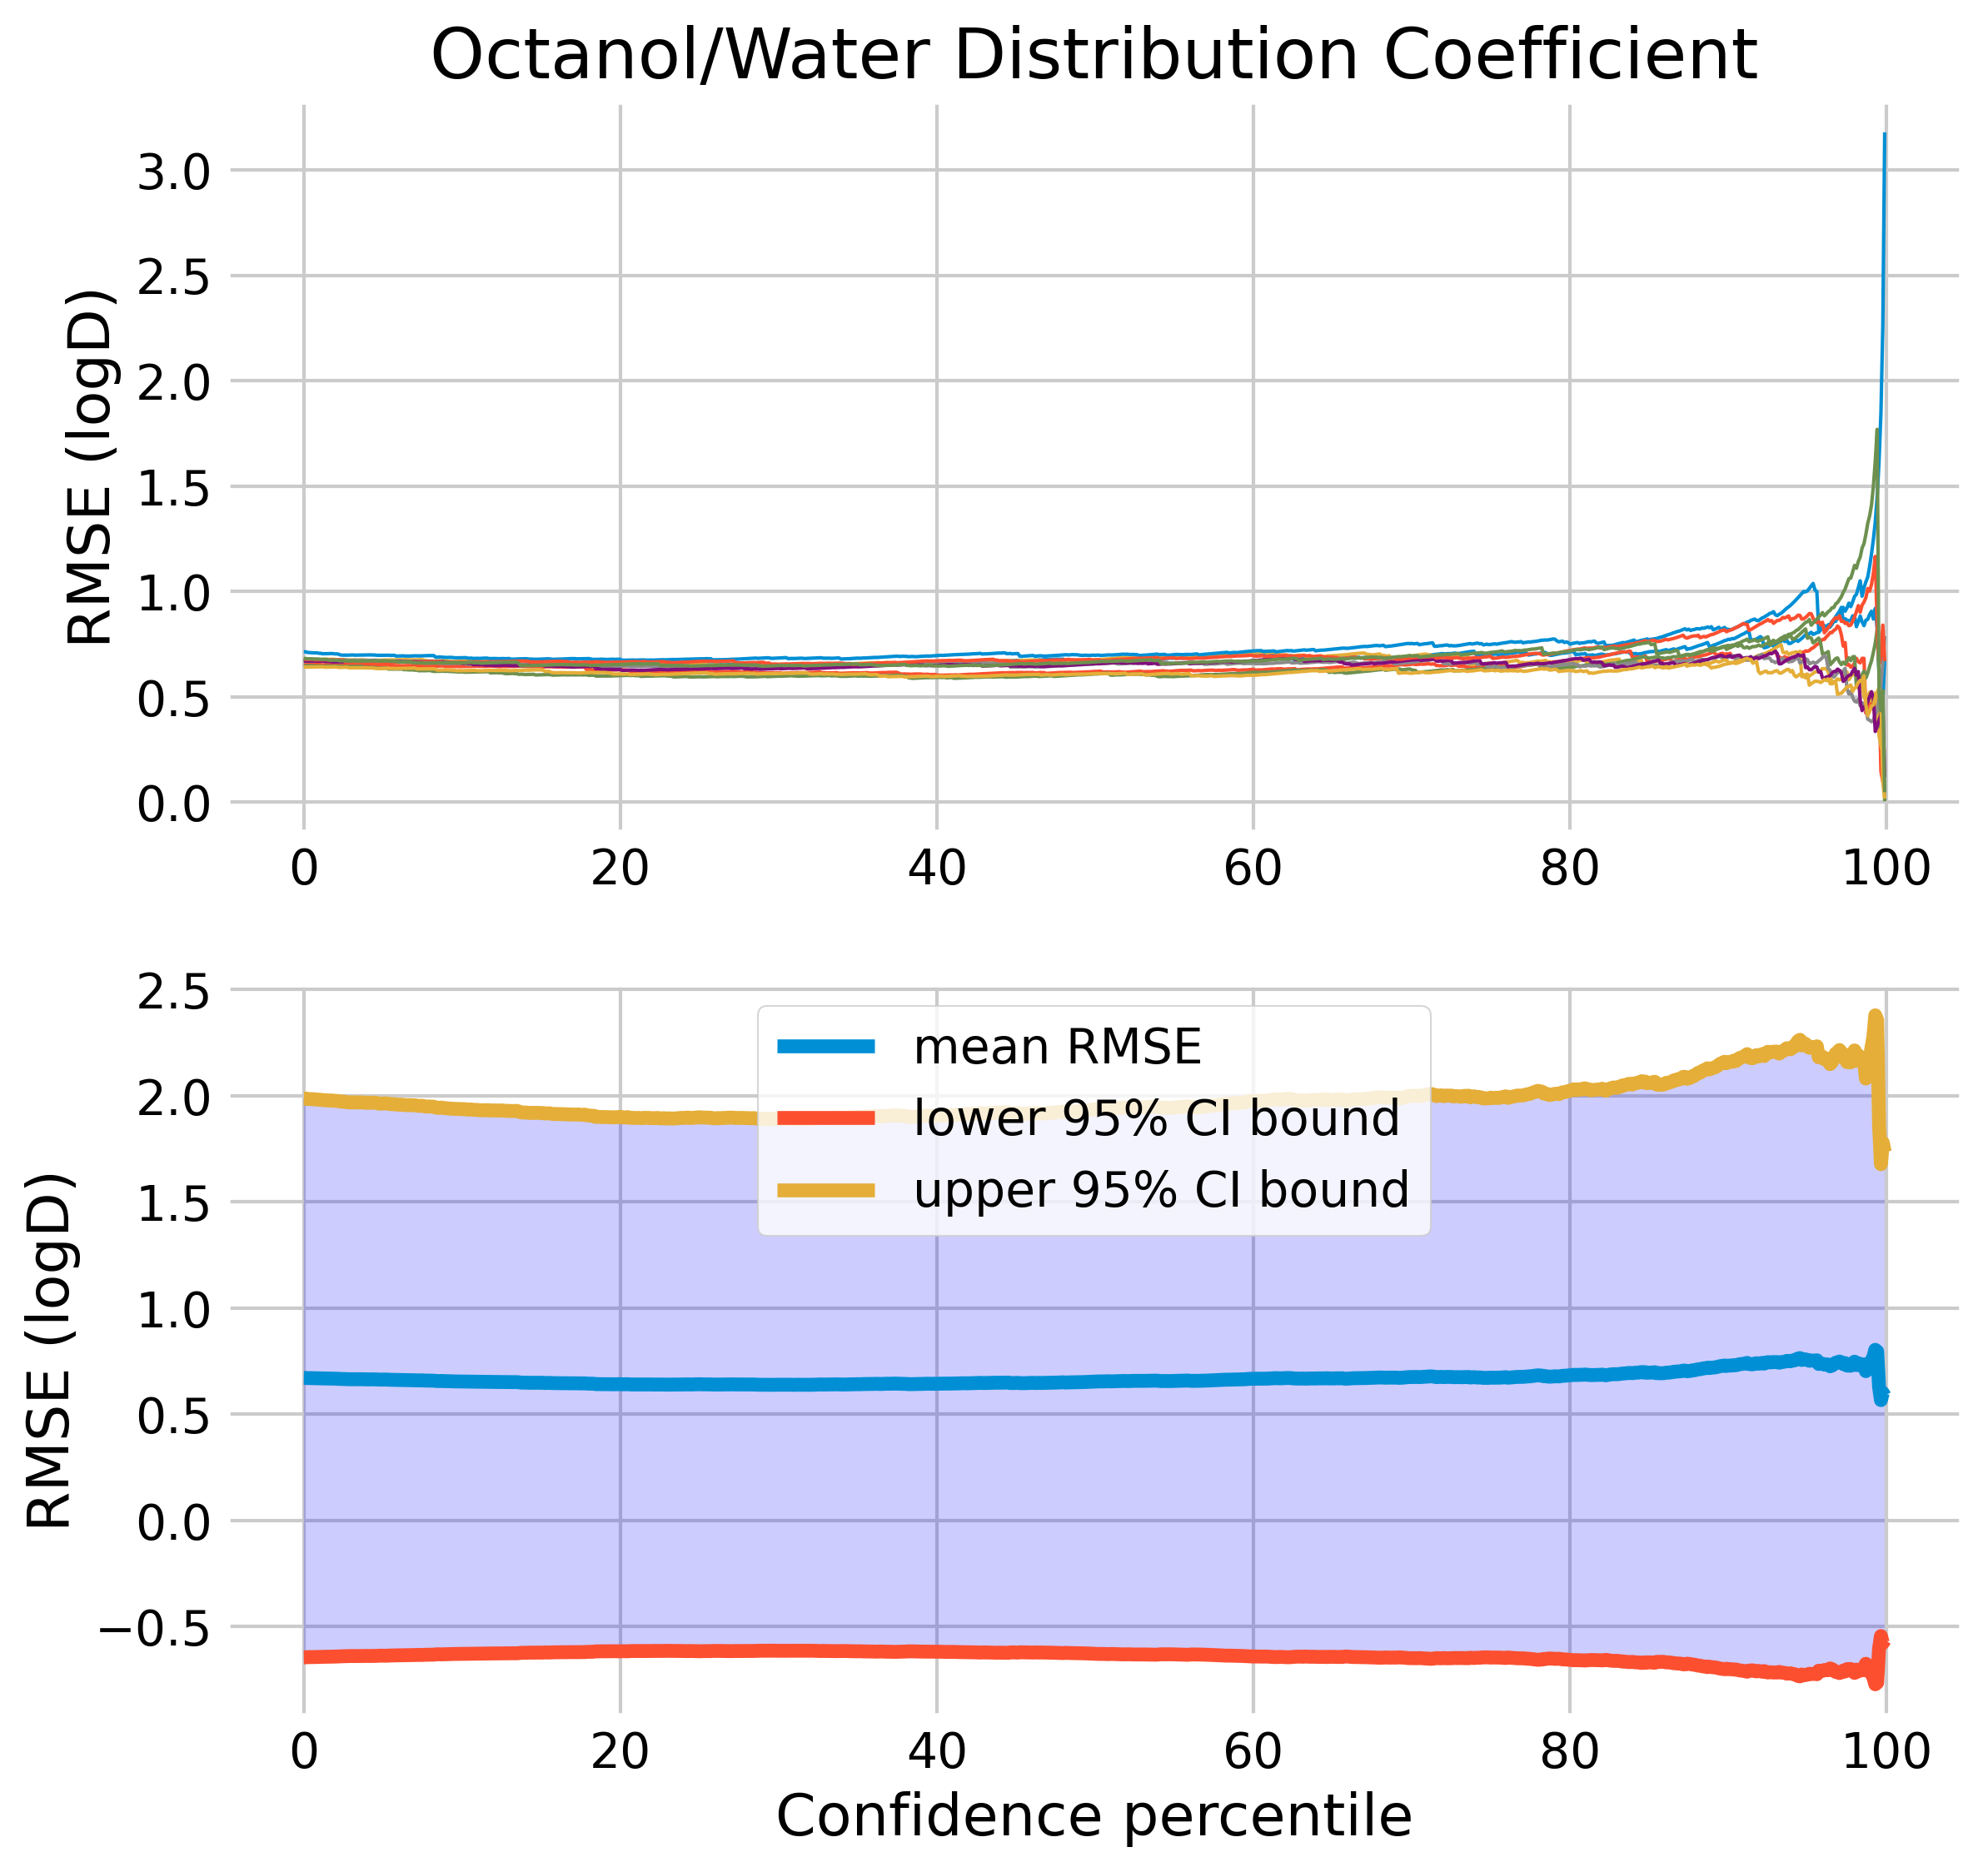 Octanol/Water Distribution Coefficient
RMSE (logD)
3.0
2.5
2.0
1.5
1.0
0.5
0.0
0 20 40 60 80 100
RMSE (logD)
2.5
2.0
1.5
1.0
0.5
0.0
−0.5
mean RMSE
lower 95% CI bound
upper 95% CI bound
0 20 40 60 80 100
Confidence percentile